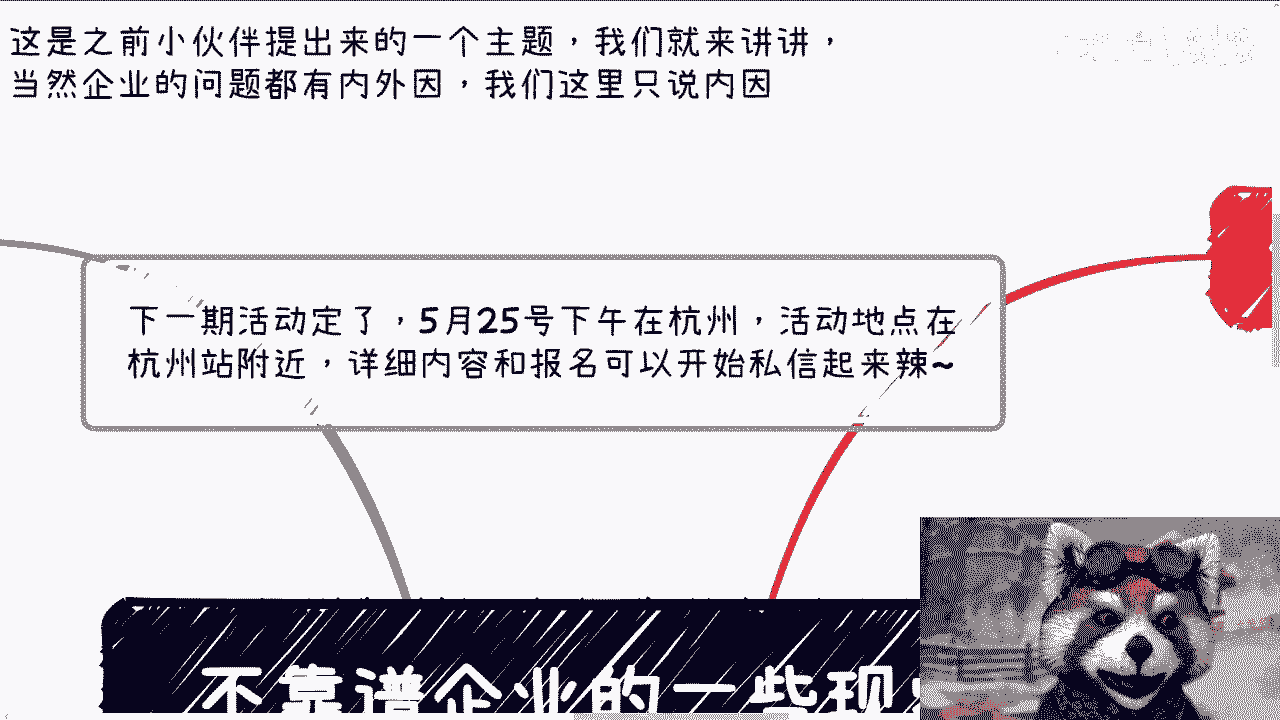 这是之前小伙伴提出来的一个主题，我们就来讲讲，
当然企业的问题都有内外因，我们这里只说内因
下一期活动定了，5月25号下午在杭州，活动地点在
杭州站附近，详细内容和报名可以开始私信起来辣~
不靠谱企业的一些现